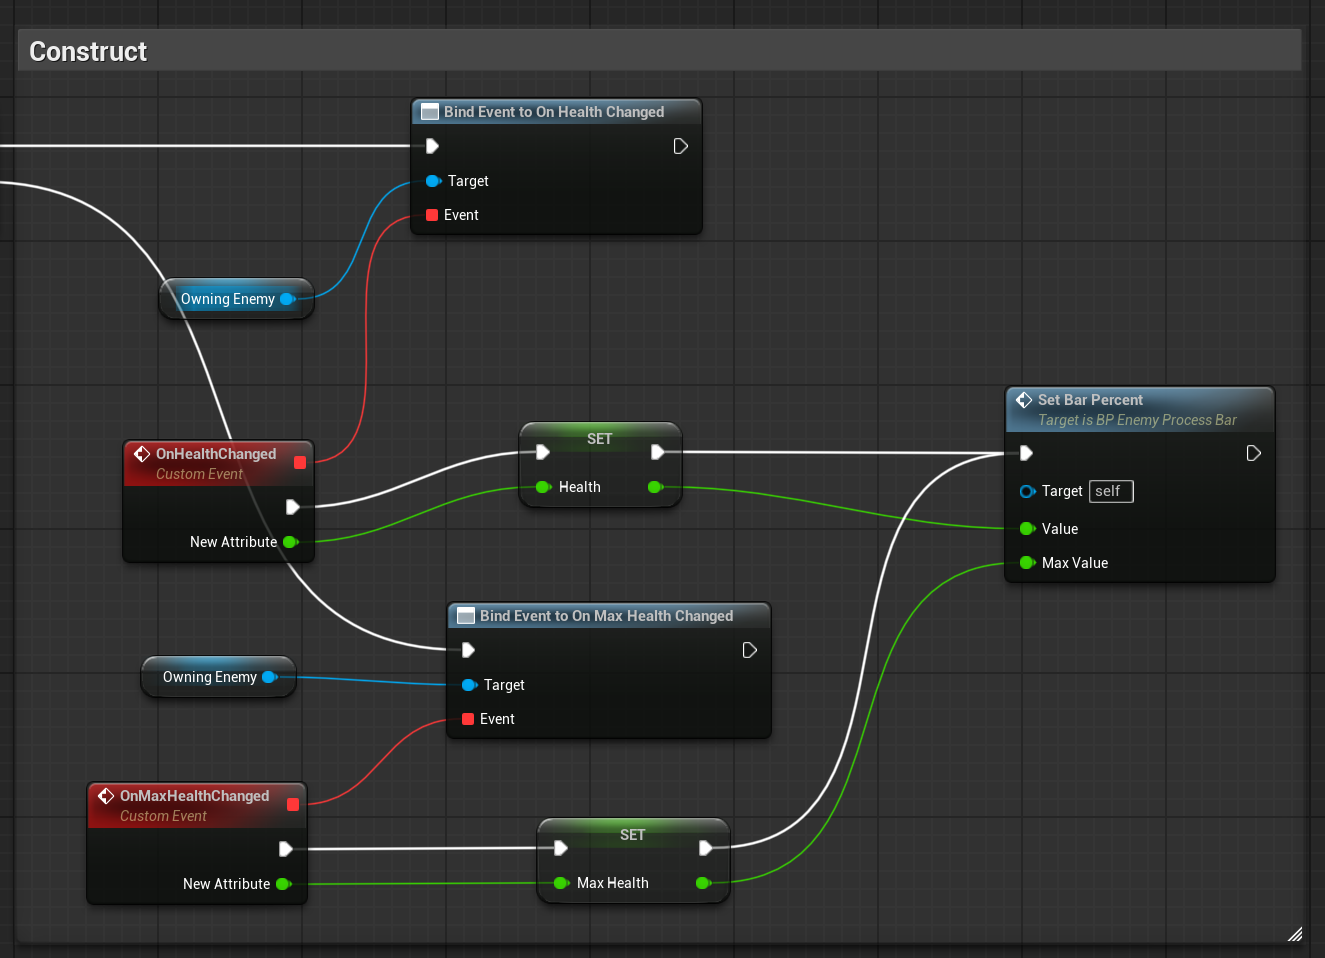 Construct
Bind Event to On Health Changed
Target
Event
Owning Enemy
OnHealthChanged
Custom Event
New Attribute
SET
Health
Set Bar Percent
Target is BP Enemy Process Bar
Target self
Value
Max Value
Bind Event to On Max Health Changed
Owning Enemy
Target
Event
OnMaxHealthChanged
Custom Event
New Attribute
SET
Max Health